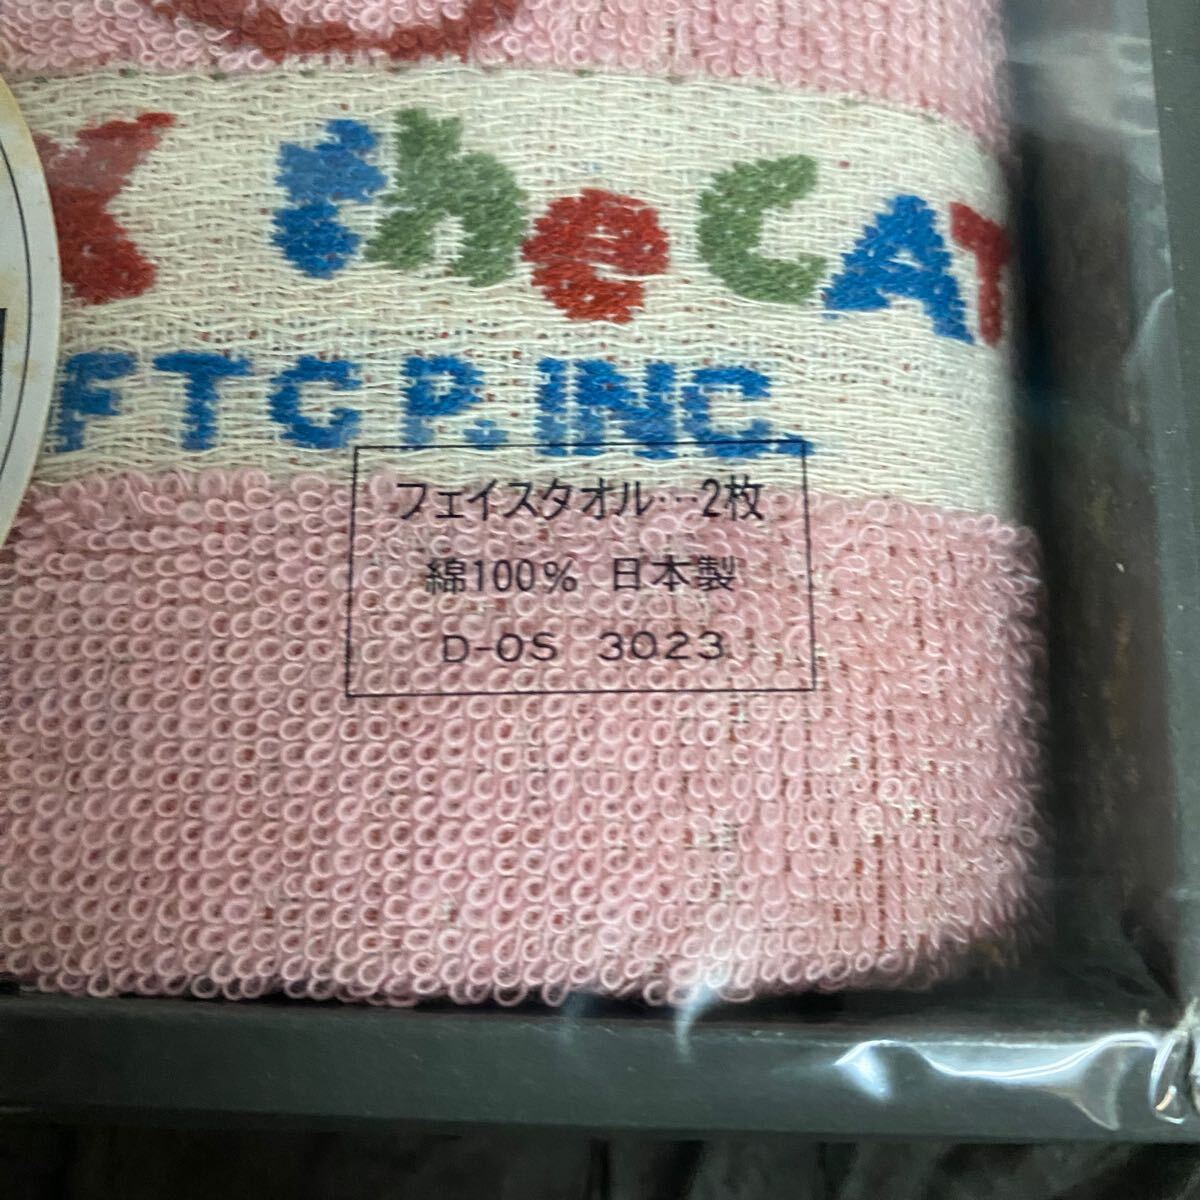 the CAT
FTC P.INC.
フェイスタオル…2枚
綿100% 日本製
D-OS 3023